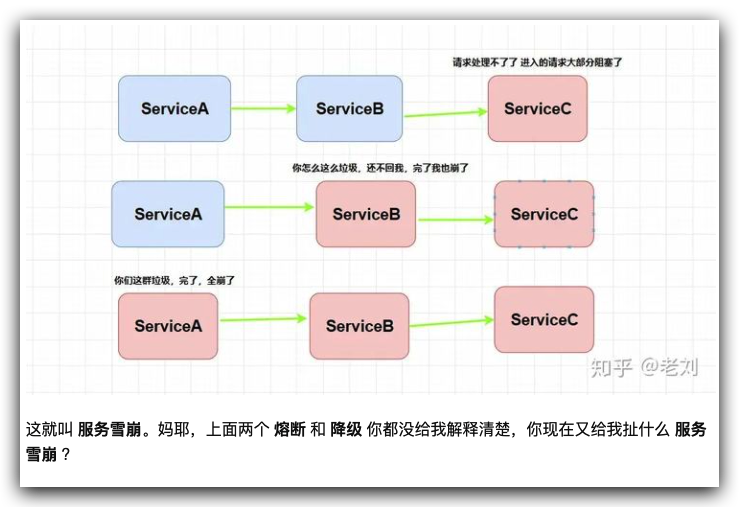 请求处理不了了 进入的请求大部分阻塞了
ServiceA
ServiceB
ServiceC
你怎么这么垃圾，还不回我，完了我也崩了
ServiceA
ServiceB
ServiceC
你们这群垃圾，完了，全崩了
ServiceA
ServiceB
ServiceC
知乎 @老刘
这就叫 服务雪崩。妈耶，上面两个 熔断 和 降级 你都没给我解释清楚，你现在又给我扯什么 服务
雪崩 ？